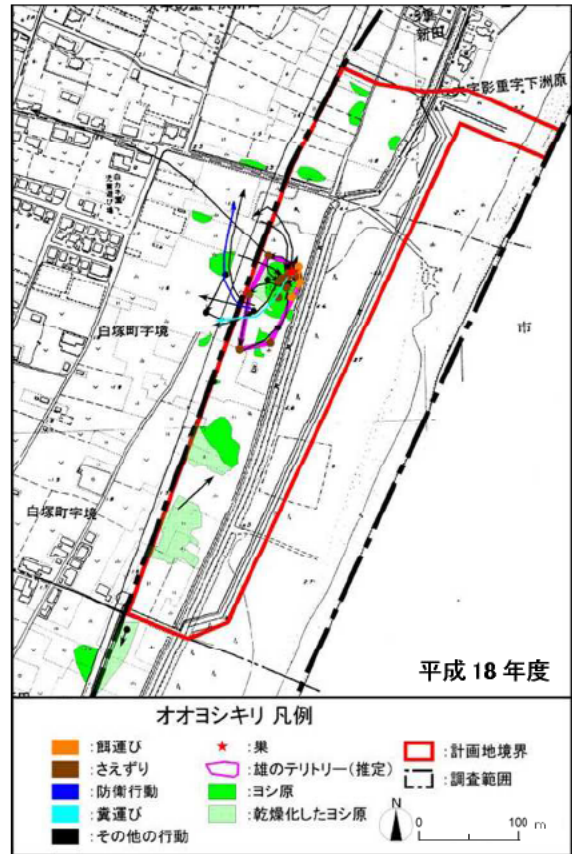 新田
大字影重字下洲原
白塚町字境
市
白塚町字境
平成 18 年度
オオヨシキリ 凡例
:餌運び
:さえずり
:防衛行動
:糞運び
:その他の行動
:巣
:雄のテリトリー(推定)
:ヨシ原
:乾燥化したヨシ原
:計画地境界
:調査範囲
N
0 100 m